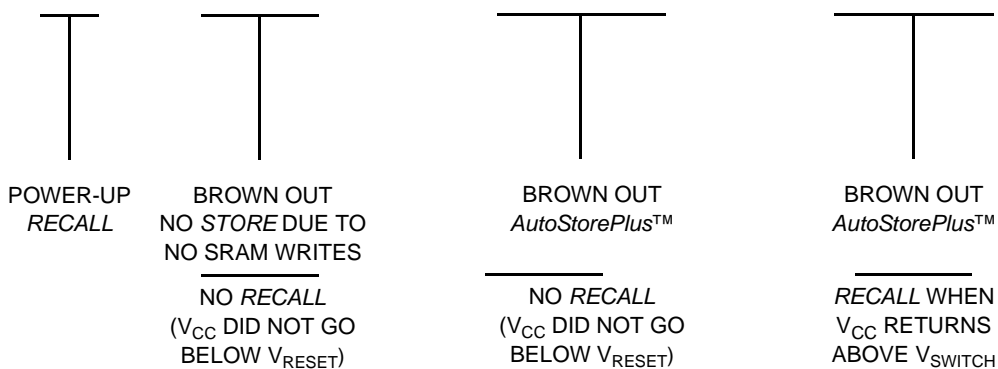 POWER-UP
RECALL
BROWN OUT
NO STORE DUE TO
NO SRAM WRITES
NO RECALL
(VCC DID NOT GO
BELOW VRESET)
BROWN OUT
AutoStorePlus™
NO RECALL
(VCC DID NOT GO
BELOW VRESET)
BROWN OUT
AutoStorePlus™
RECALL WHEN
VCC RETURNS
ABOVE VSWITCH